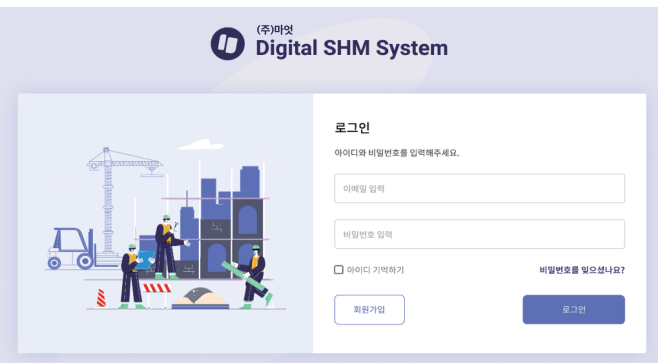 (주)마엇
Digital SHM System
로그인
아이디와 비밀번호를 입력해주세요.
이메일 입력
비밀번호 입력
아이디 기억하기
비밀번호를 잊으셨나요?
회원가입
로그인